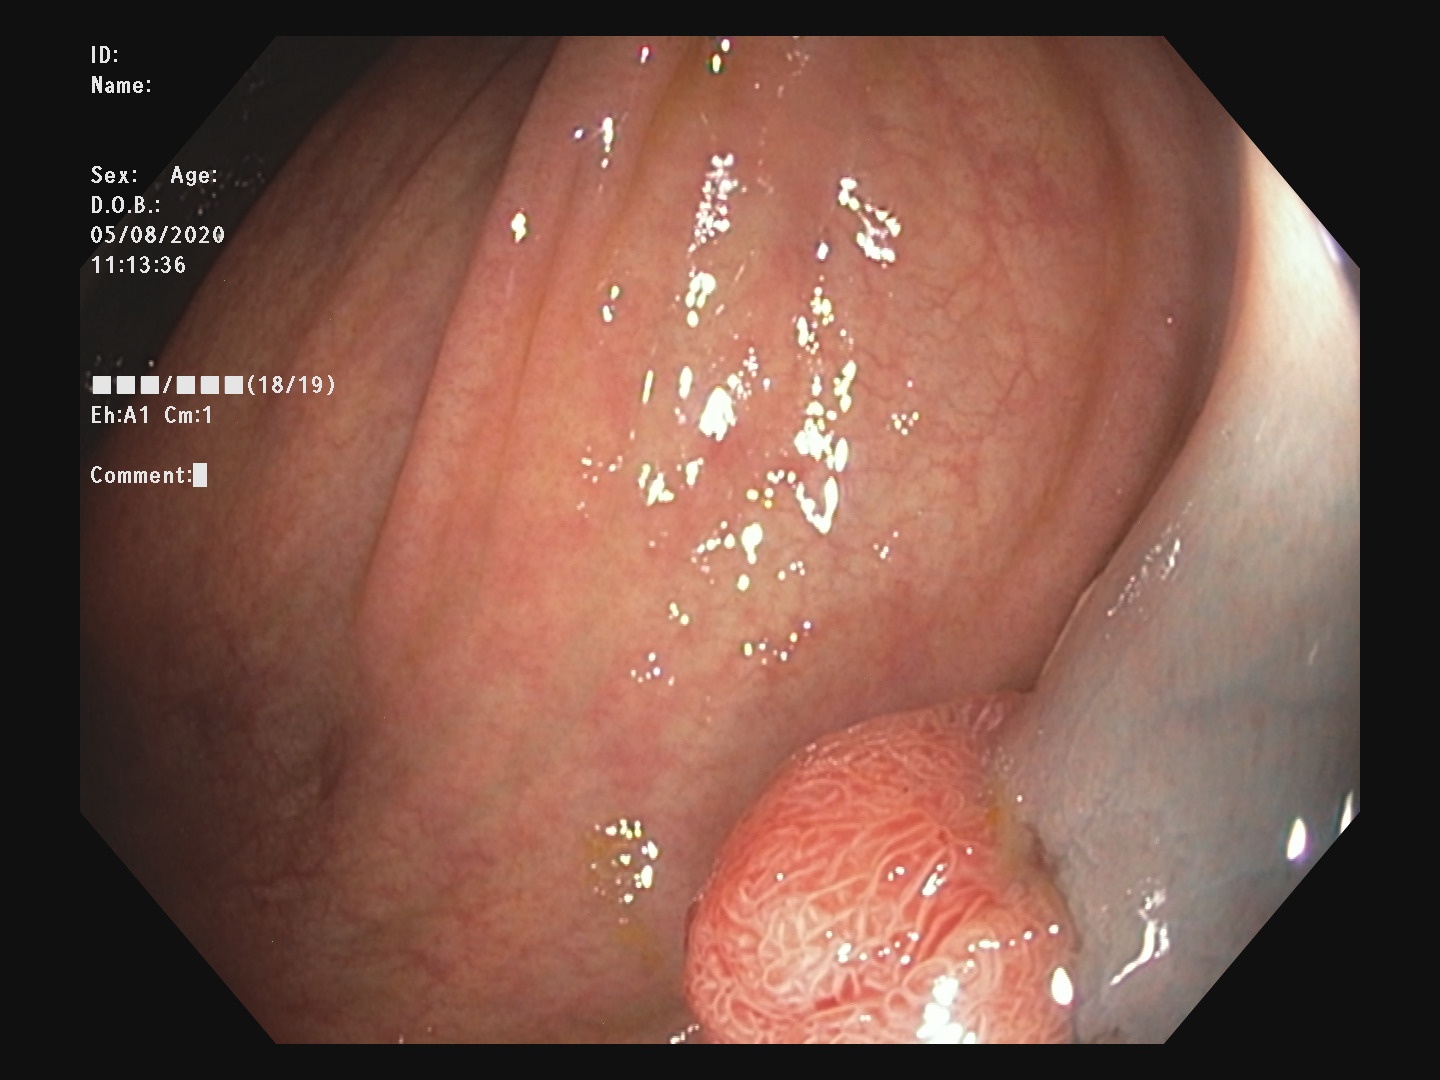 ID:
Name:
Sex: Age:
D.O.B.:
05/08/2020
11:13:36
■■■/■■■(18/19)
Eh:A1 Cm:1
Comment: